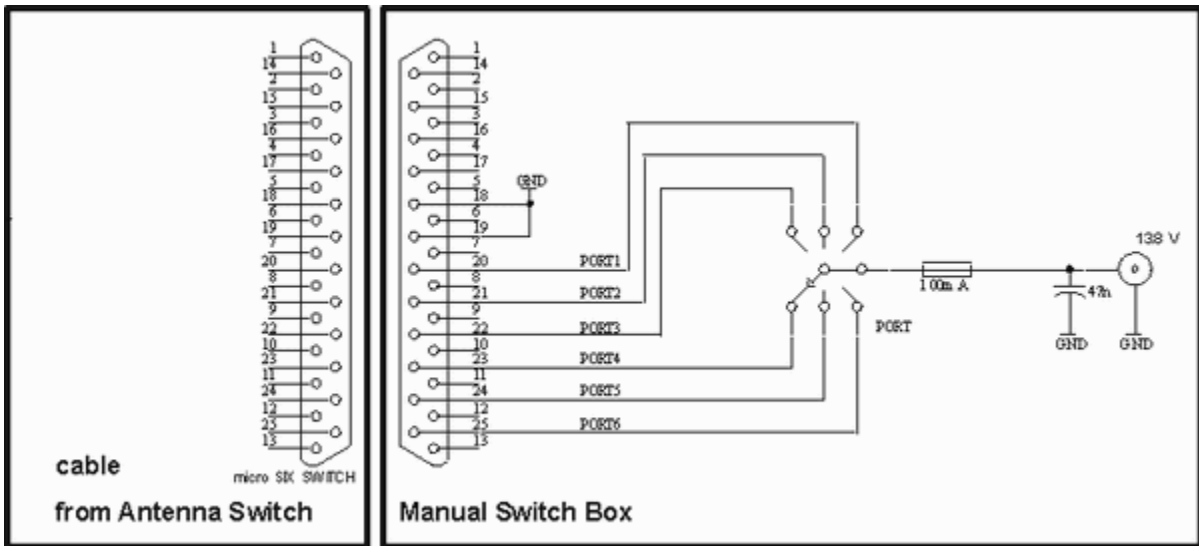 1
14
2
15
3
16
4
17
5
18
6
19
7
20
8
21
9
22
10
23
11
24
12
25
13
micro SIX SWITCH
cable
from Antenna Switch
1
14
2
15
3
16
4
17
5
18
6
19
7
20
8
21
9
22
10
23
11
24
12
25
13
GND
PORT1
PORT2
PORT3
PORT4
PORT5
PORT6
PORT
100m A
138 V
47n
GND
GND
Manual Switch Box